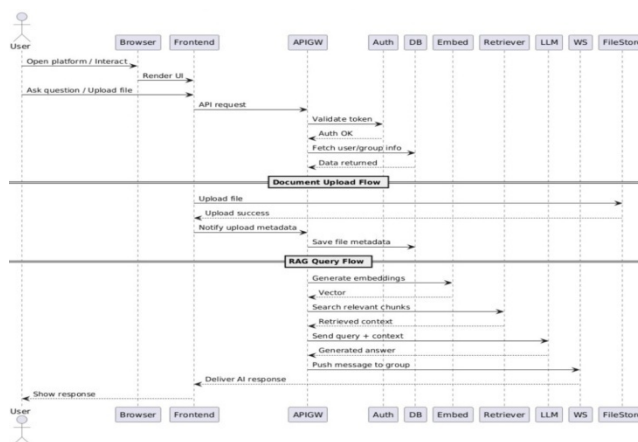 User
Browser Frontend APIGW Auth DB Embed Retriever LLM WS FileStor
Open platform / Interact
Render UI
Ask question / Upload file
API request
Validate token
Auth OK
Fetch user/group info
Data returned
Document Upload Flow
Upload file
Upload success
Notify upload metadata
Save file metadata
RAG Query Flow
Generate embeddings
Vector
Search relevant chunks
Retrieved context
Send query + context
Generated answer
Push message to group
Deliver AI response
Show response
User
Browser Frontend APIGW Auth DB Embed Retriever LLM WS FileStor